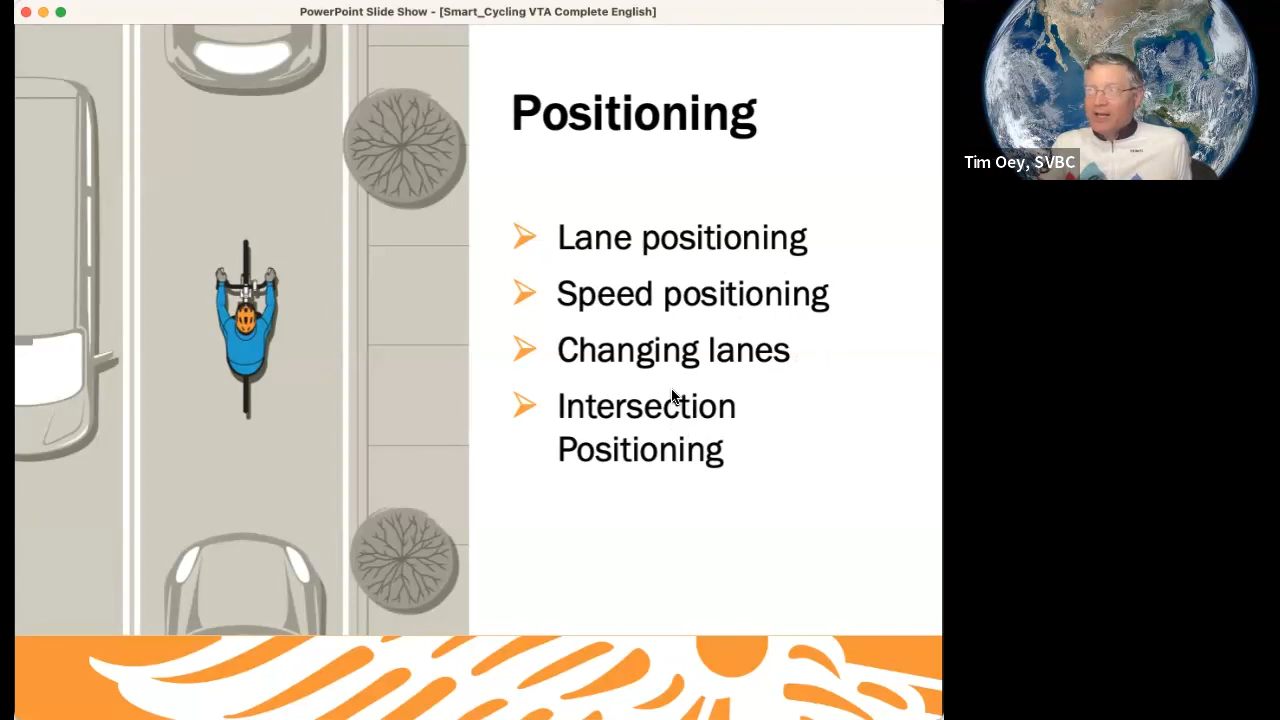 PowerPoint Slide Show - [Smart_Cycling VTA Complete English]
Positioning
Lane positioning
Speed positioning
Changing lanes
Intersection
Positioning
Tim Oey, SVBC